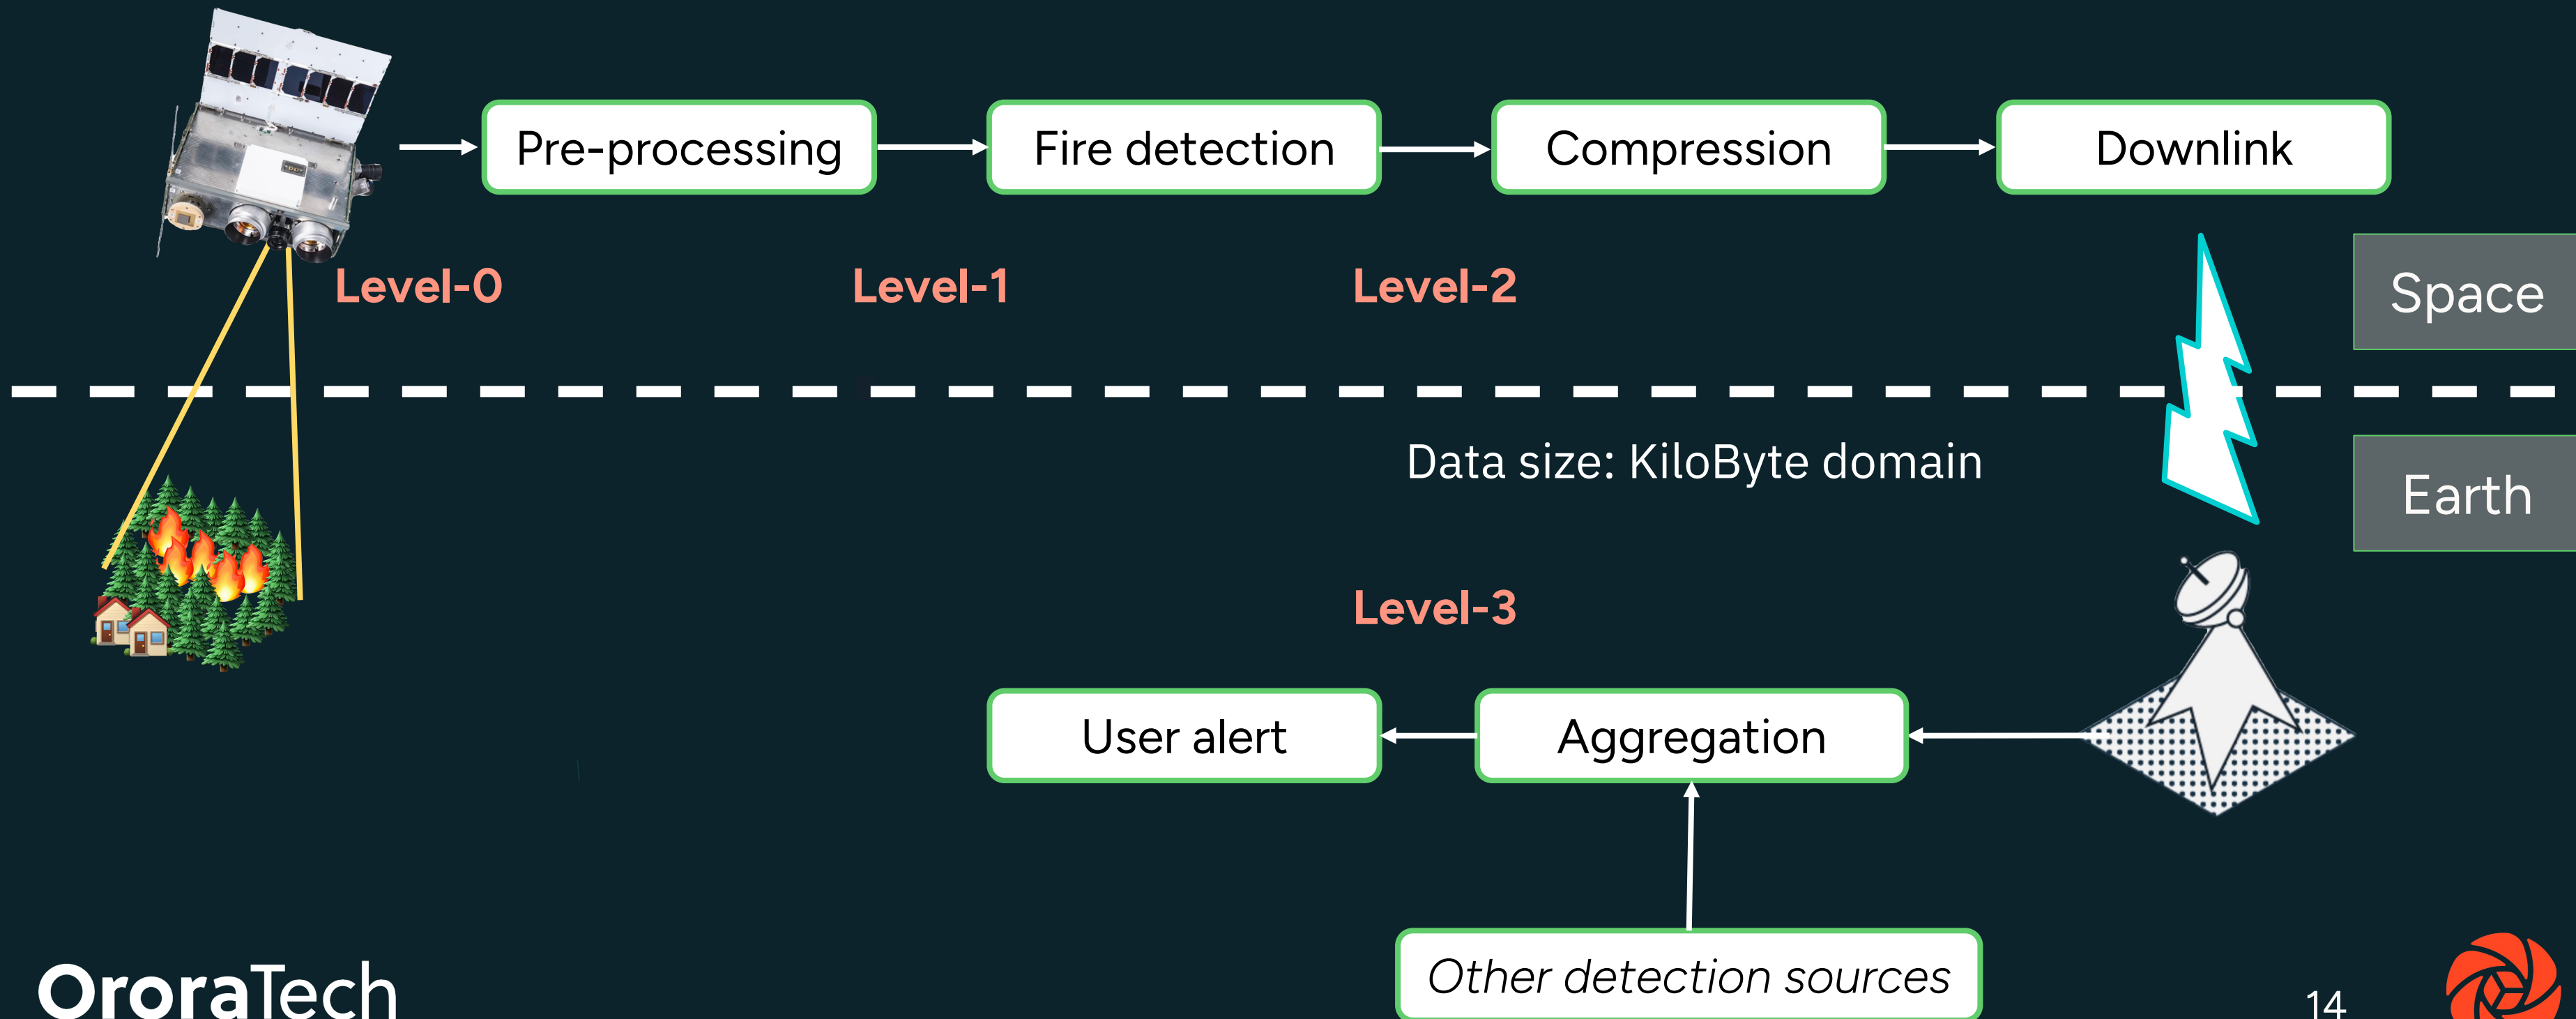 Pre-processing
Fire detection
Compression
Downlink
Level-0
Level-1
Level-2
Space
Data size: KiloByte domain
Earth
Level-3
User alert
Aggregation
Other detection sources
OroraTech
14